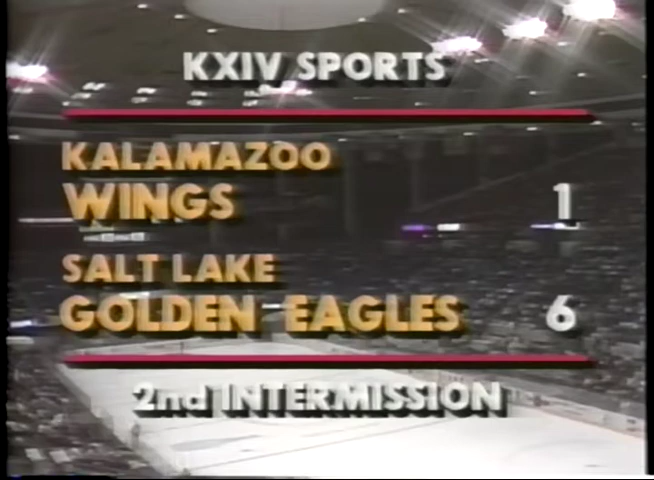 KXIV SPORTS
KALAMAZOO
WINGS 1
SALT LAKE
GOLDEN EAGLES 6
2nd INTERMISSION